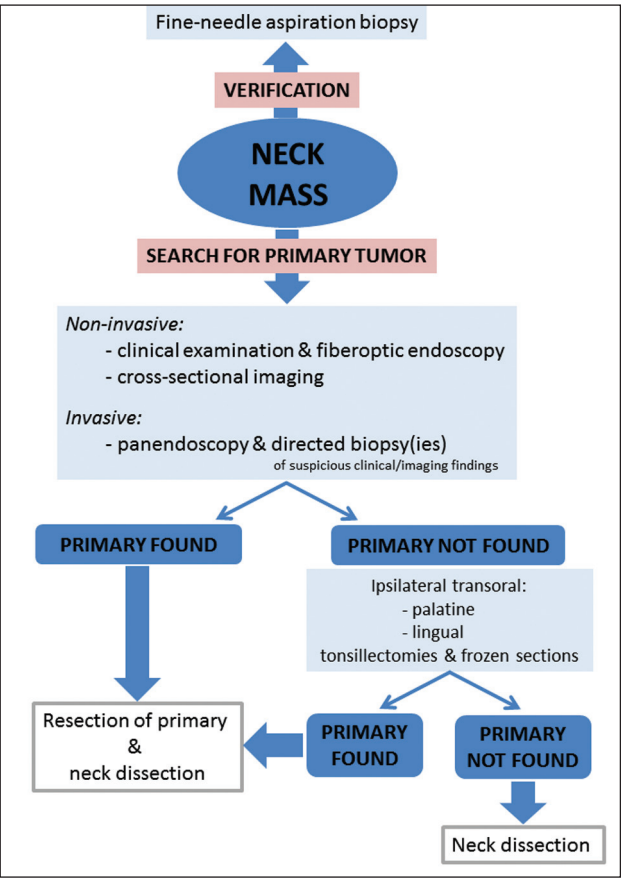 Fine-needle aspiration biopsy
VERIFICATION
NECK
MASS
SEARCH FOR PRIMARY TUMOR
Non-invasive:
- clinical examination & fiberoptic endoscopy
- cross-sectional imaging
Invasive:
- panendoscopy & directed biopsy(ies)
of suspicious clinical/imaging findings
PRIMARY FOUND
PRIMARY NOT FOUND
Ipsilateral transoral:
- palatine
- lingual
tonsillectomies & frozen sections
Resection of primary
&
neck dissection
PRIMARY
FOUND
PRIMARY
NOT FOUND
Neck dissection